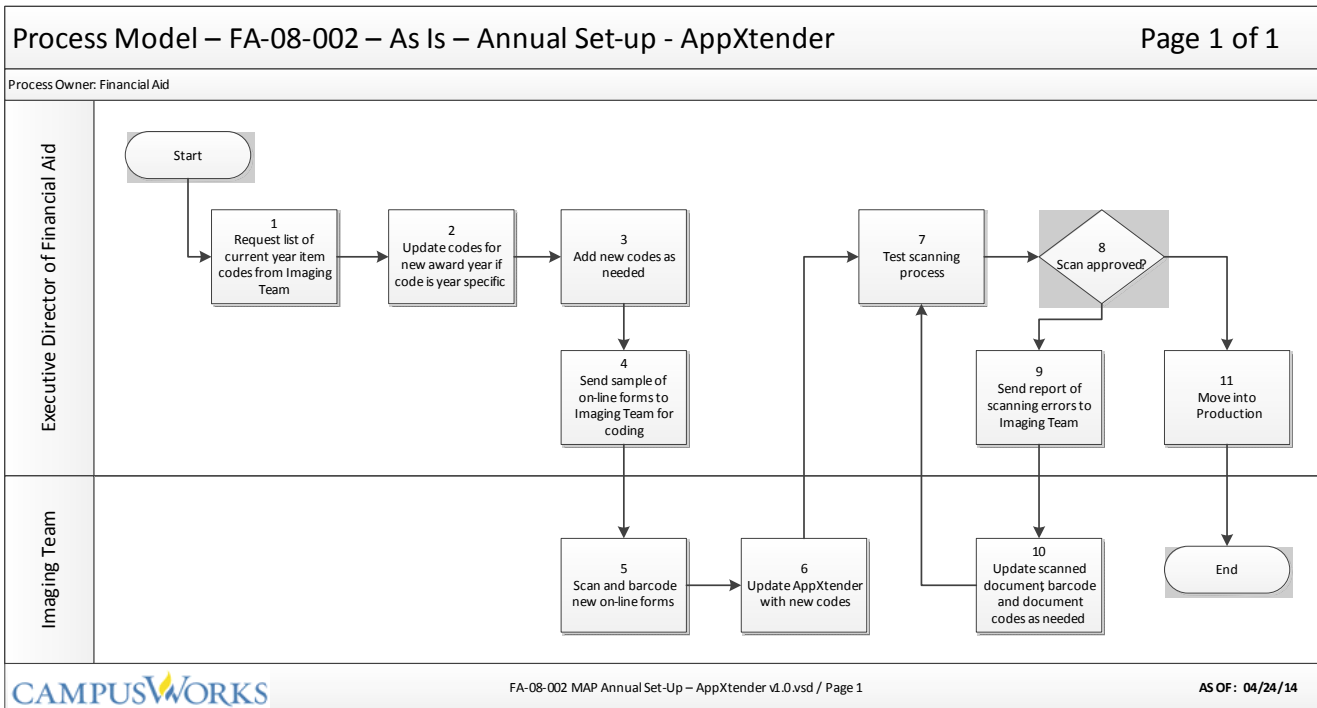 Process Model – FA-08-002 – As Is – Annual Set-up - AppXtender
Page 1 of 1
Process Owner: Financial Aid
Executive Director of Financial Aid
Start
1
Request list of
current year item
codes from Imaging
Team
2
Update codes for
new award year if
code is year specific
3
Add new codes as
needed
4
Send sample of
on-line forms to
Imaging Team for
coding
7
Test scanning
process
8
Scan approved?
9
Send report of
scanning errors to
Imaging Team
11
Move into
Production
Imaging Team
5
Scan and barcode
new on-line forms
6
Update AppXtender
with new codes
10
Update scanned
document, barcode
and document
codes as needed
End
CAMPUSWORKS
FA-08-002 MAP Annual Set-Up – AppXtender v1.0.vsd / Page 1
AS OF: 04/24/14